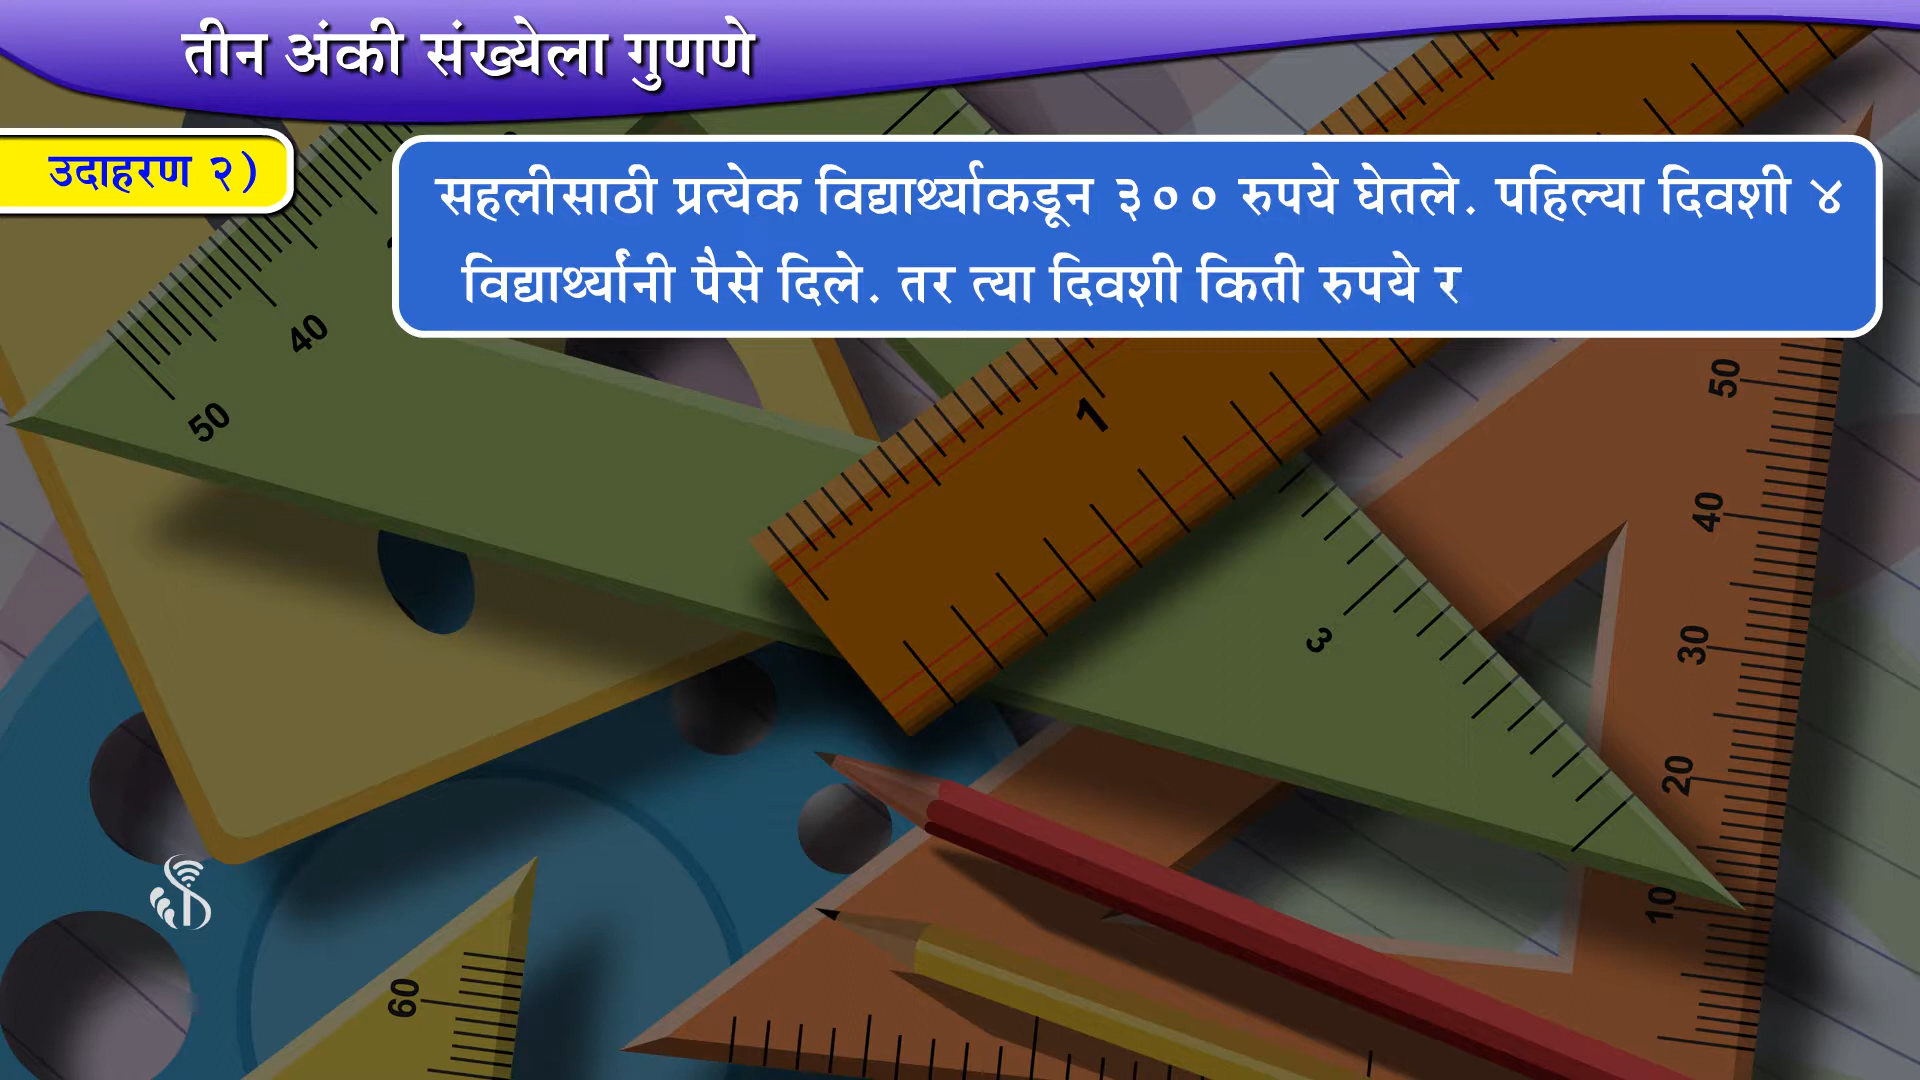 तीन अंकी संख्येला गुणणे
उदाहरण २)
सहलीसाठी प्रत्येक विद्यार्थ्याकडून ३०० रुपये घेतले. पहिल्या दिवशी ४
विद्यार्थ्यांनी पैसे दिले. तर त्या दिवशी किती रुपये र
40
50
1
3
50
40
30
20
10
60